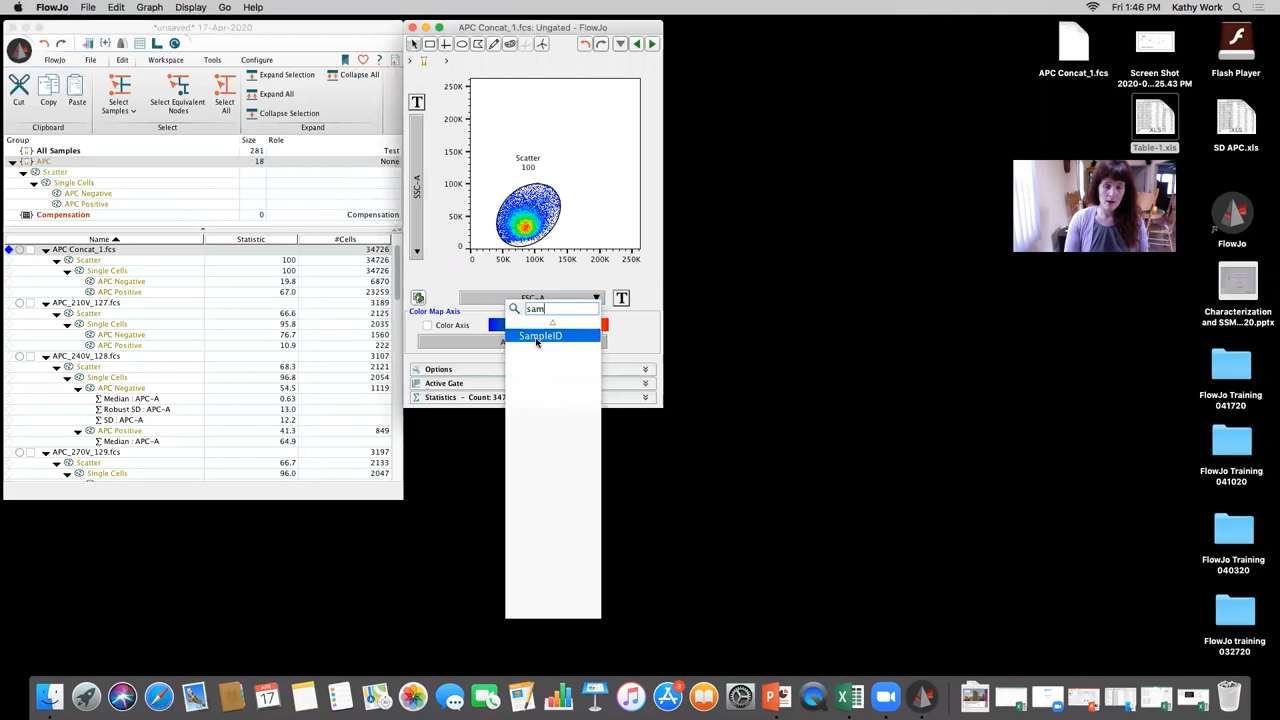 FlowJo File Edit Graph Display Go Help
Fri 1:46 PM Kathy Work
*unsaved* 17-Apr-2020
FlowJo File Edit Workspace Tools Configure
Cut Copy Paste
Clipboard
Select Samples
Select Equivalent Nodes
Select All
Select
Expand Selection Collapse All
Expand All
Collapse Selection
Expand
Group Size Role
All Samples 281 Test
APC 18 None
Scatter
Single Cells
APC Negative
APC Positive
Compensation 0 Compensation
Name Statistic #Cells
APC Concat_1.fcs 34726
Scatter 100 34726
Single Cells 100 34726
APC Negative 19.8 6870
APC Positive 67.0 23259
APC_210V_127.fcs 3189
Scatter 66.6 2125
Single Cells 95.8 2035
APC Negative 76.7 1560
APC Positive 10.9 222
APC_240V_128.fcs 3107
Scatter 68.3 2121
Single Cells 96.8 2054
APC Negative 54.5 1119
Σ Median : APC-A 0.63
Σ Robust SD : APC-A 13.0
Σ SD : APC-A 12.2
APC Positive 41.3 849
Σ Median : APC-A 64.9
APC_270V_129.fcs 3197
Scatter 66.7 2133
Single Cells 96.0 2047
APC Concat_1.fcs: Ungated - FlowJo
T
250K
200K
150K
100K
50K
0
SSC-A
Scatter
100
0 50K 100K 150K 200K 250K
FSC-A
T
sam
SampleID
Color Map Axis
Color Axis
Options
Active Gate
Σ Statistics - Count: 347
APC Concat_1.fcs
Screen Shot
2020-0...25.43 PM
Flash Player
XLS
Table-1.xls
XLS
SD APC.xls
FlowJo
Characterization
and SSM...20.pptx
FlowJo Training
041720
FlowJo Training
041020
FlowJo Training
040320
FlowJo training
032720
APR
17
3